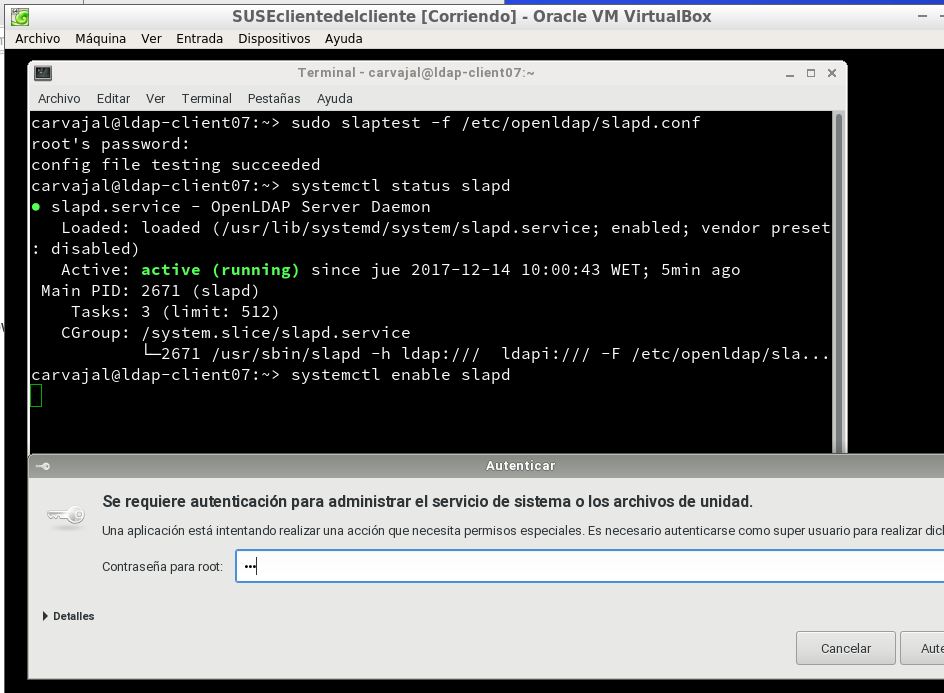 SUSEclientedelcliente [Corriendo] - Oracle VM VirtualBox
Archivo Máquina Ver Entrada Dispositivos Ayuda
Terminal - carvajal@ldap-client07:~
Archivo Editar Ver Terminal Pestañas Ayuda
carvajal@ldap-client07:~> sudo slaptest -f /etc/openldap/slapd.conf
root's password:
config file testing succeeded
carvajal@ldap-client07:~> systemctl status slapd
● slapd.service - OpenLDAP Server Daemon
Loaded: loaded (/usr/lib/systemd/system/slapd.service; enabled; vendor preset
: disabled)
Active: active (running) since jue 2017-12-14 10:00:43 WET; 5min ago
Main PID: 2671 (slapd)
Tasks: 3 (limit: 512)
CGroup: /system.slice/slapd.service
└─2671 /usr/sbin/slapd -h ldap:/// ldapi:/// -F /etc/openldap/sla...
carvajal@ldap-client07:~> systemctl enable slapd
Autenticar
Se requiere autenticación para administrar el servicio de sistema o los archivos de unidad.
Una aplicación está intentando realizar una acción que necesita permisos especiales. Es necesario autenticarse como super usuario para realizar dich
Contraseña para root: •••
Detalles
Cancelar Aute